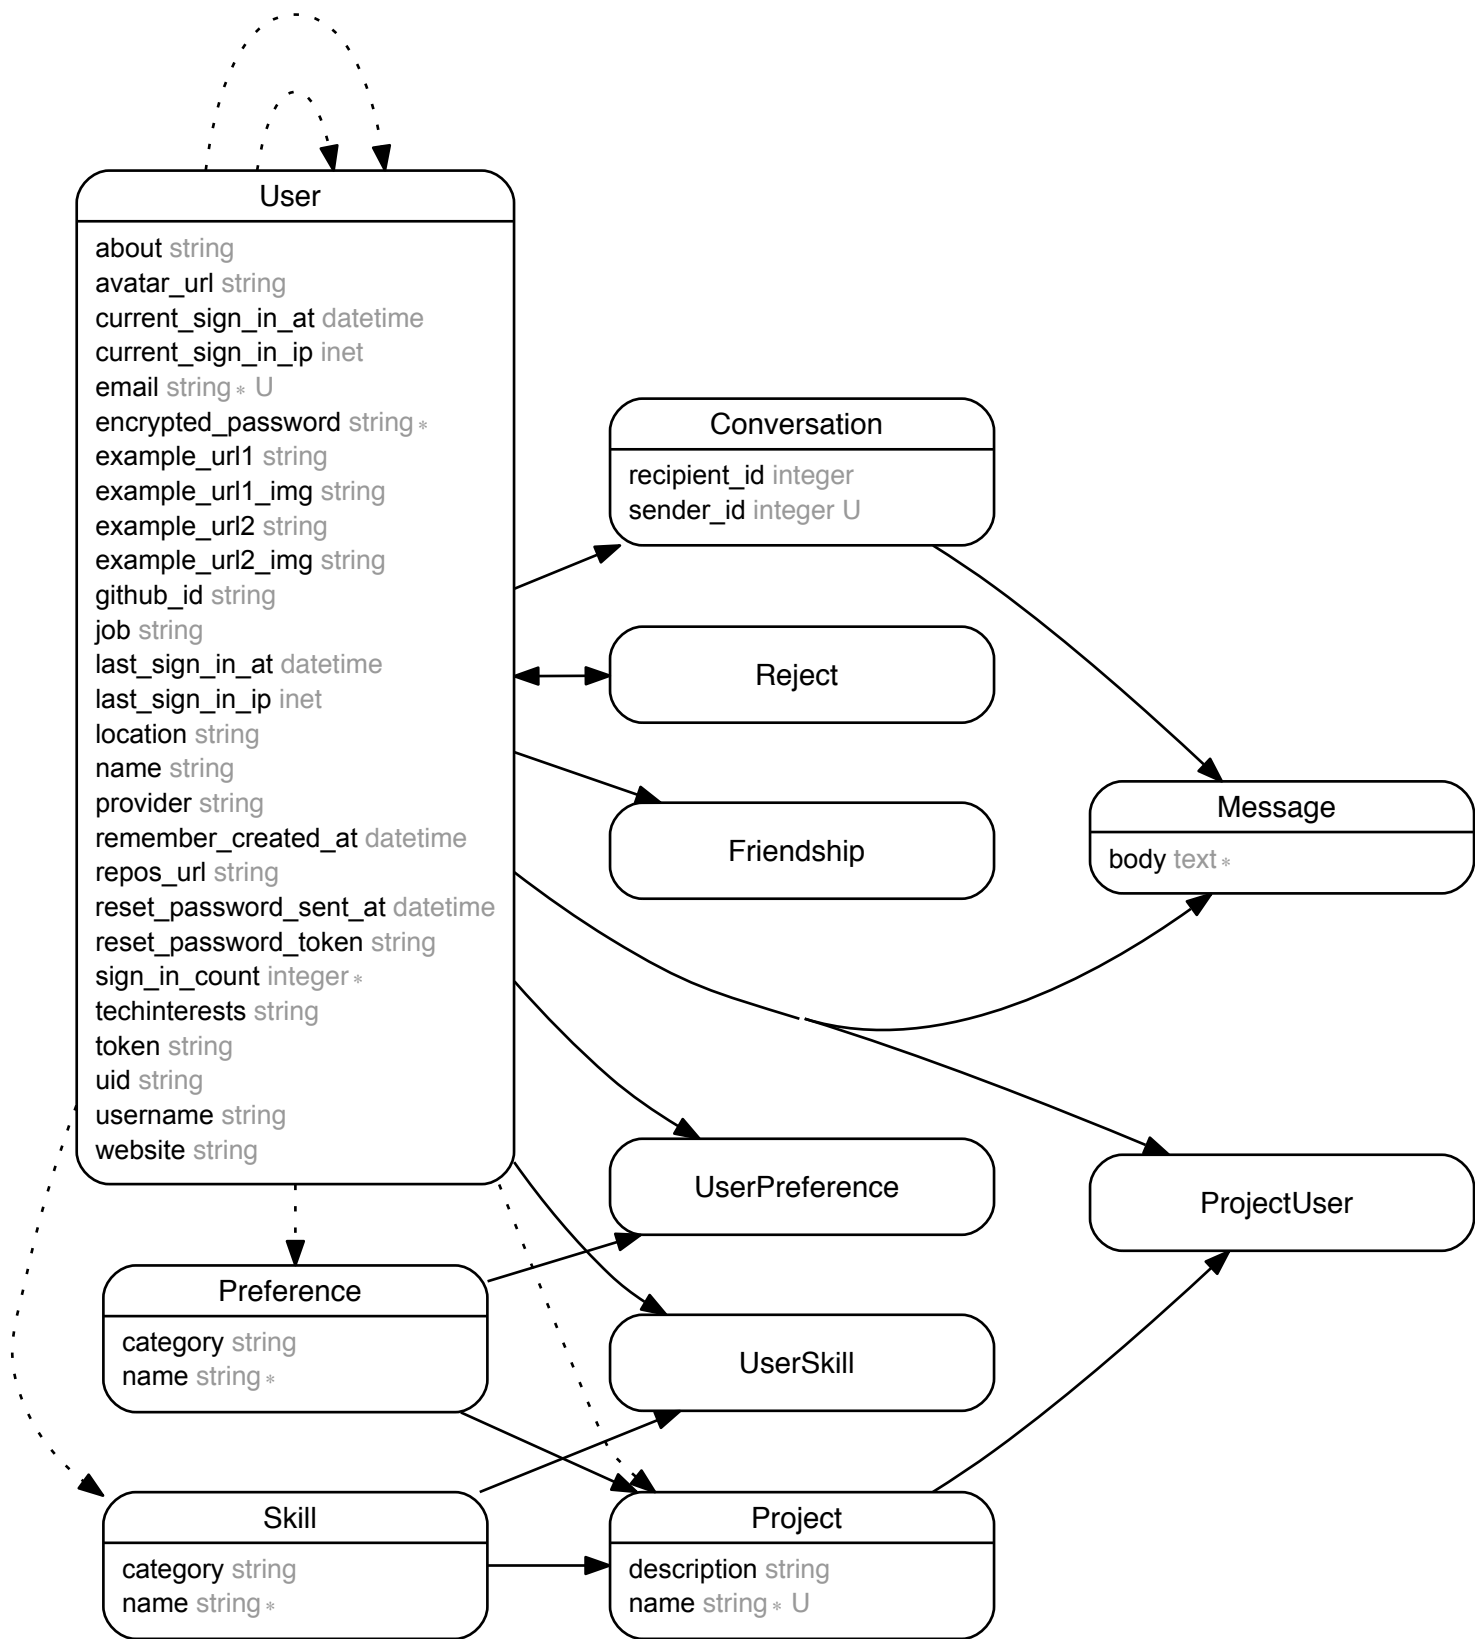 User
about string
avatar_url string
current_sign_in_at datetime
current_sign_in_ip inet
email string * U
encrypted_password string *
example_url1 string
example_url1_img string
example_url2 string
example_url2_img string
github_id string
job string
last_sign_in_at datetime
last_sign_in_ip inet
location string
name string
provider string
remember_created_at datetime
repos_url string
reset_password_sent_at datetime
reset_password_token string
sign_in_count integer *
techinterests string
token string
uid string
username string
website string
Conversation
recipient_id integer
sender_id integer U
Reject
Friendship
Message
body text *
UserPreference
ProjectUser
Preference
category string
name string *
UserSkill
Skill
category string
name string *
Project
description string
name string * U